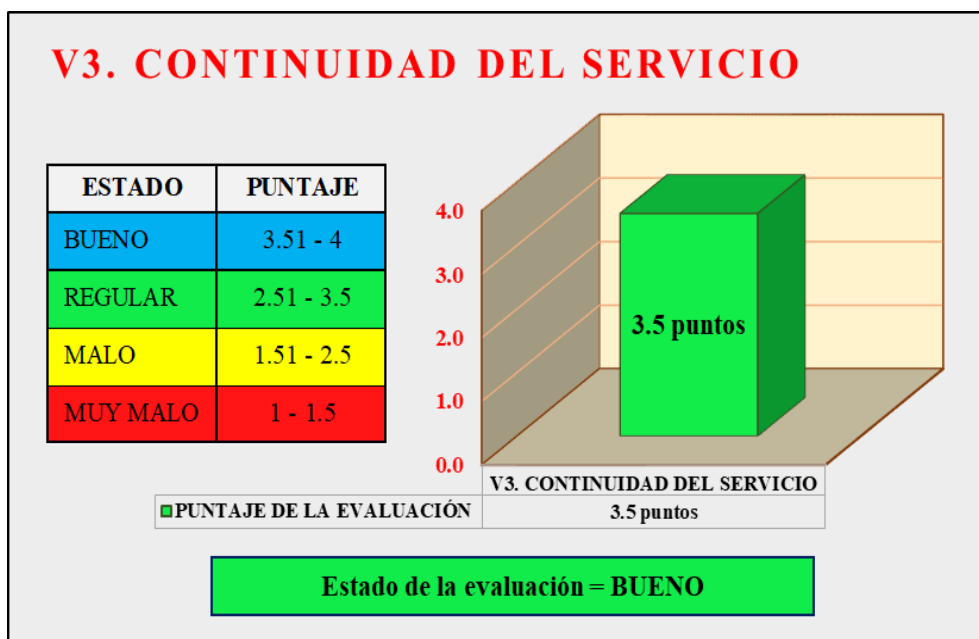 V3. CONTINUIDAD DEL SERVICIO
ESTADO PUNTAJE
BUENO 3.51 - 4
REGULAR 2.51 - 3.5
MALO 1.51 - 2.5
MUY MALO 1 - 1.5
4.0
3.0
2.0
1.0
0.0
3.5 puntos
V3. CONTINUIDAD DEL SERVICIO
PUNTAJE DE LA EVALUACIÓN 3.5 puntos
Estado de la evaluación = BUENO